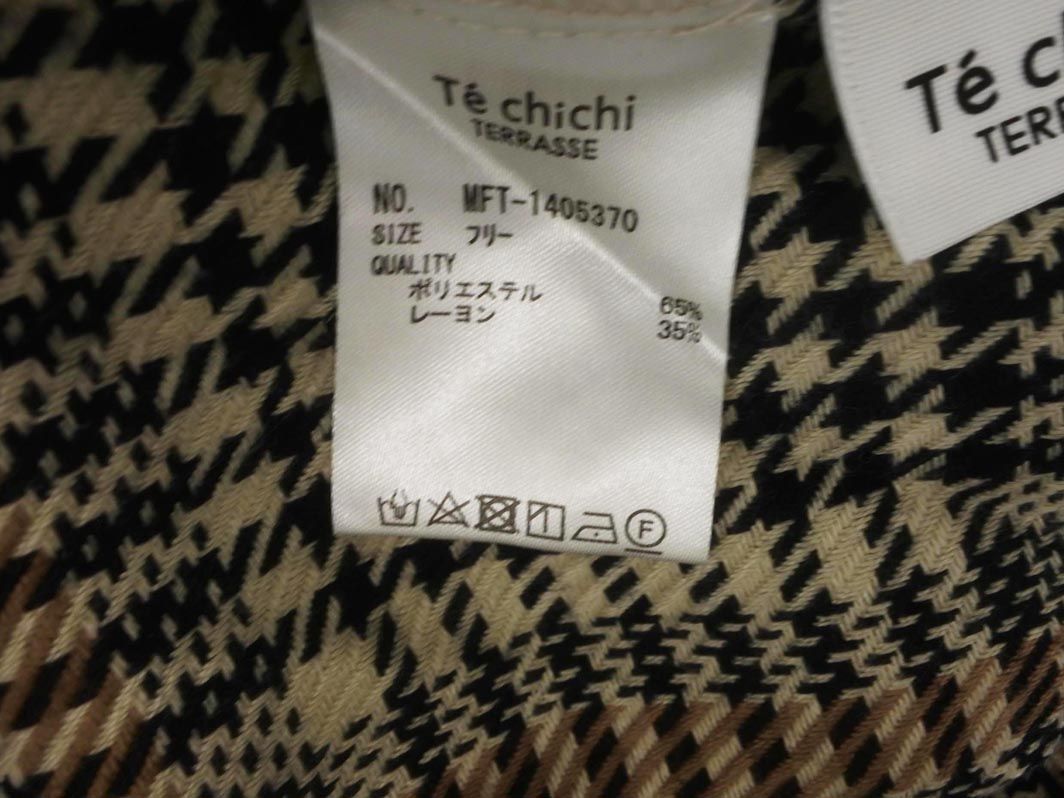 Té chichi
TERRASSE
NO. MFT-1405370
SIZE フリー
QUALITY
ポリエステル 65%
レーヨン 35%
F
Té c
TER